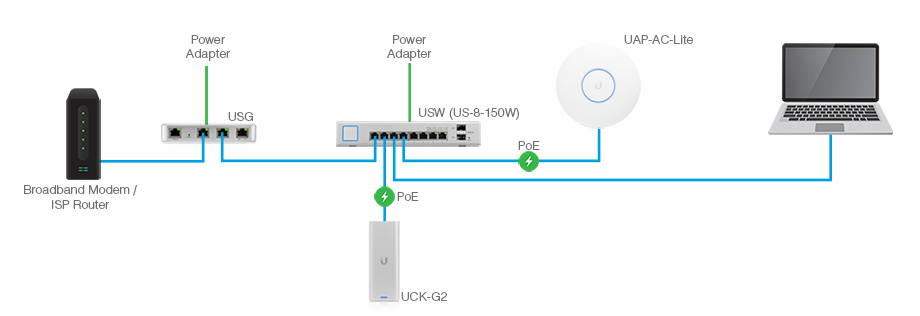 Power
Adapter
Power
Adapter
UAP-AC-Lite
USG
USW (US-8-150W)
PoE
Broadband Modem /
ISP Router
PoE
UCK-G2